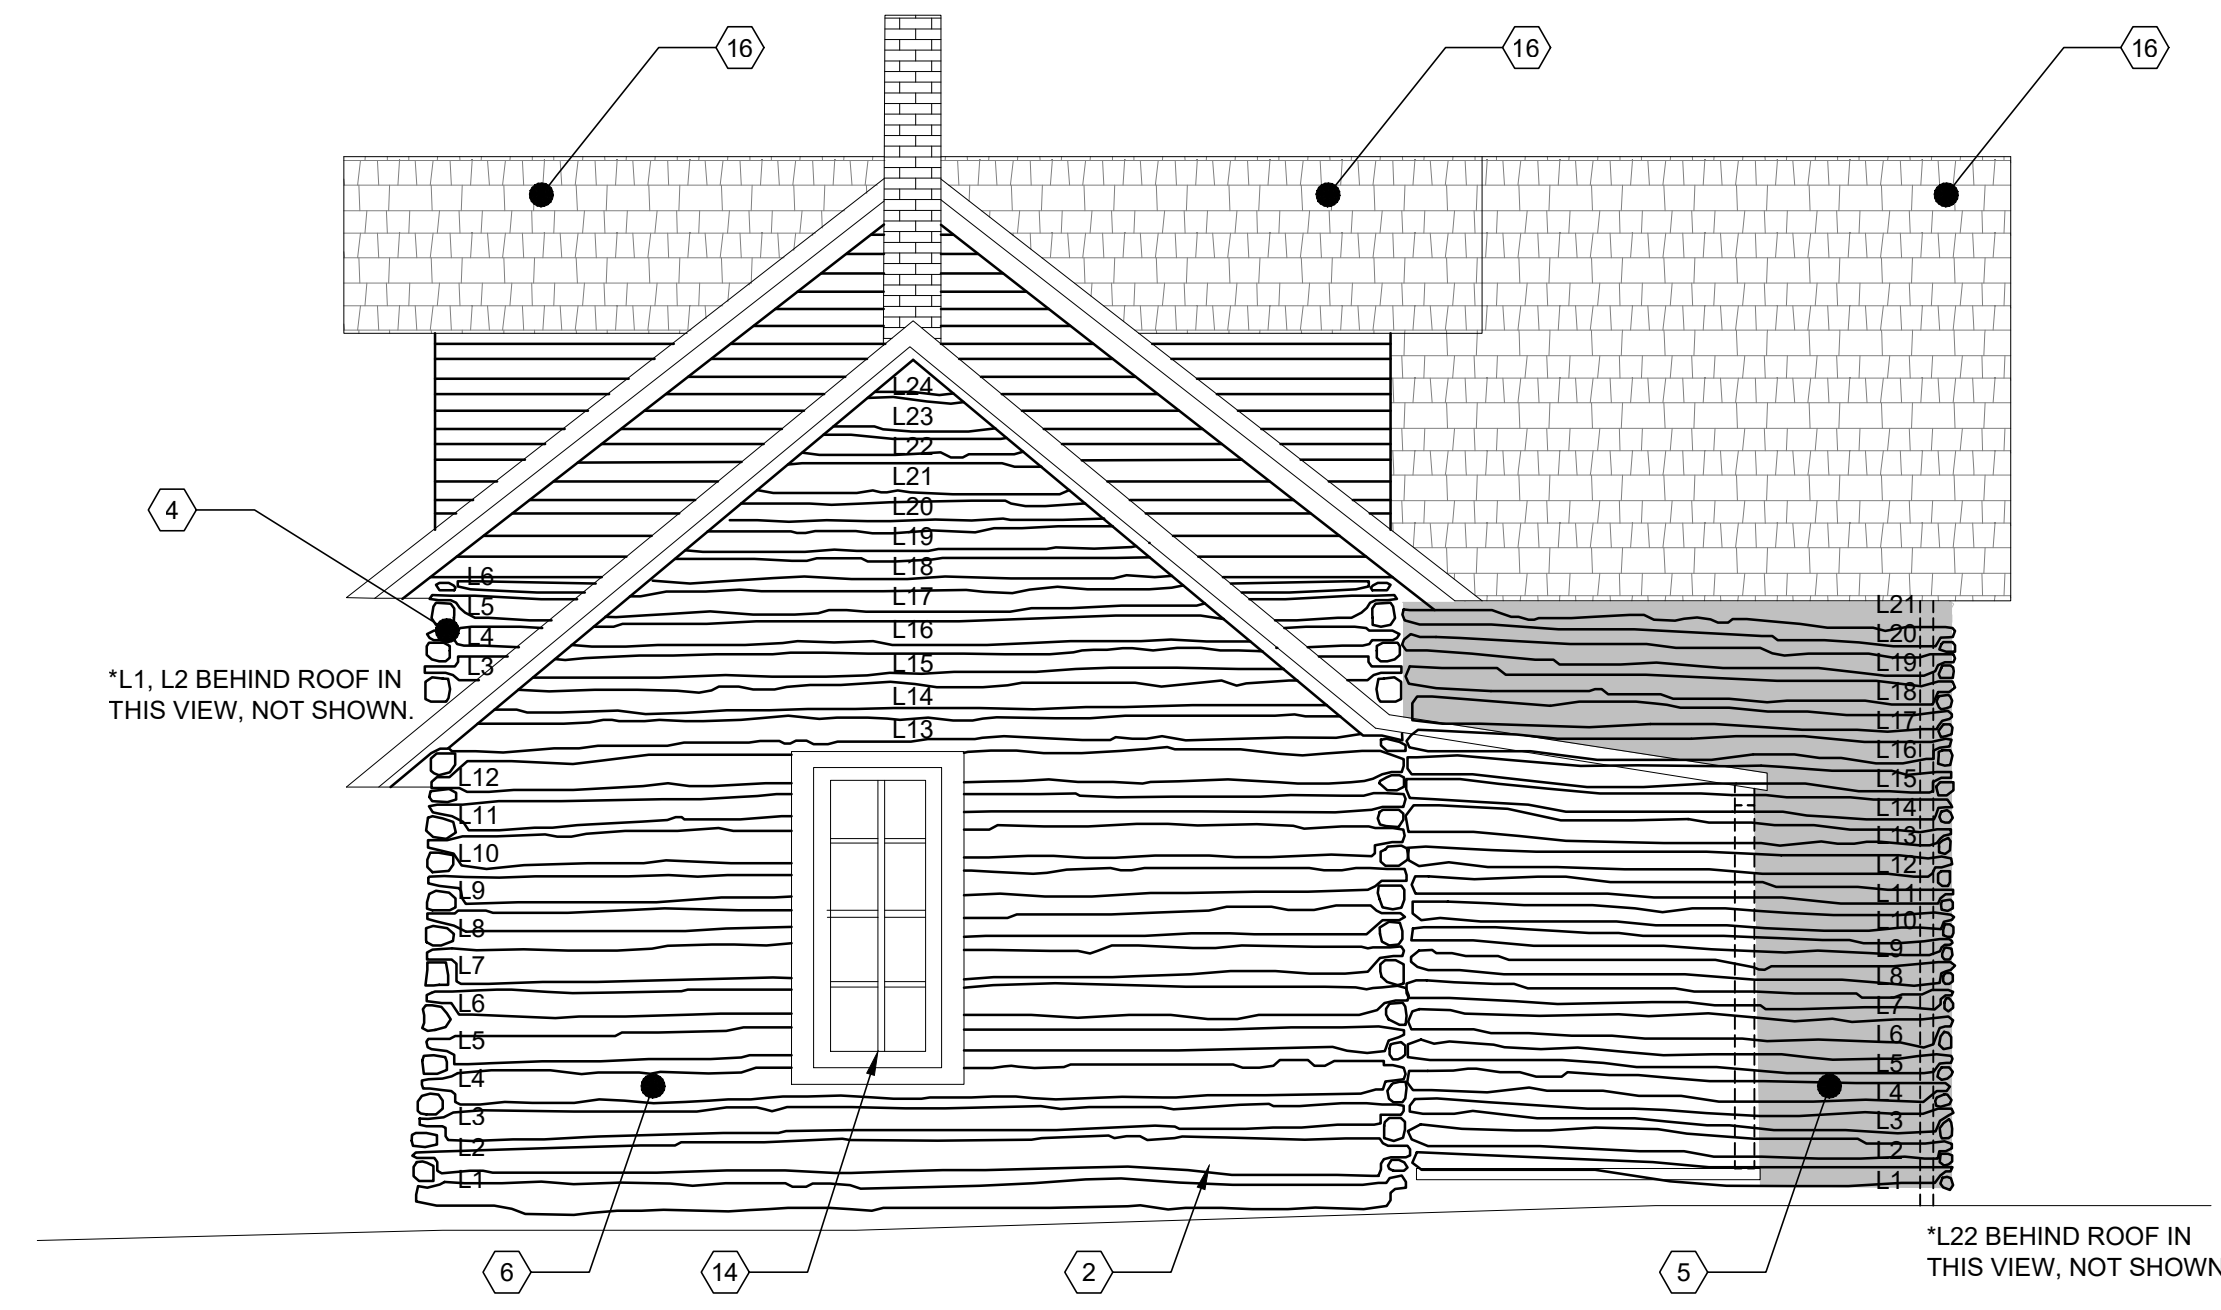 16
16
16
L24
L23
L22
L21
L20
L19
L18
L17
L16
L15
L14
L13
4
L6
L5
L4
L3
*L1, L2 BEHIND ROOF IN
THIS VIEW, NOT SHOWN.
L12
L11
L10
L9
L8
L7
L6
L5
L4
L3
L2
L1
L21
L20
L19
L18
L17
L16
L15
L14
L13
L12
L11
L10
L9
L8
L7
L6
L5
L4
L3
L2
L1
6
14
2
5
*L22 BEHIND ROOF IN
THIS VIEW, NOT SHOWN